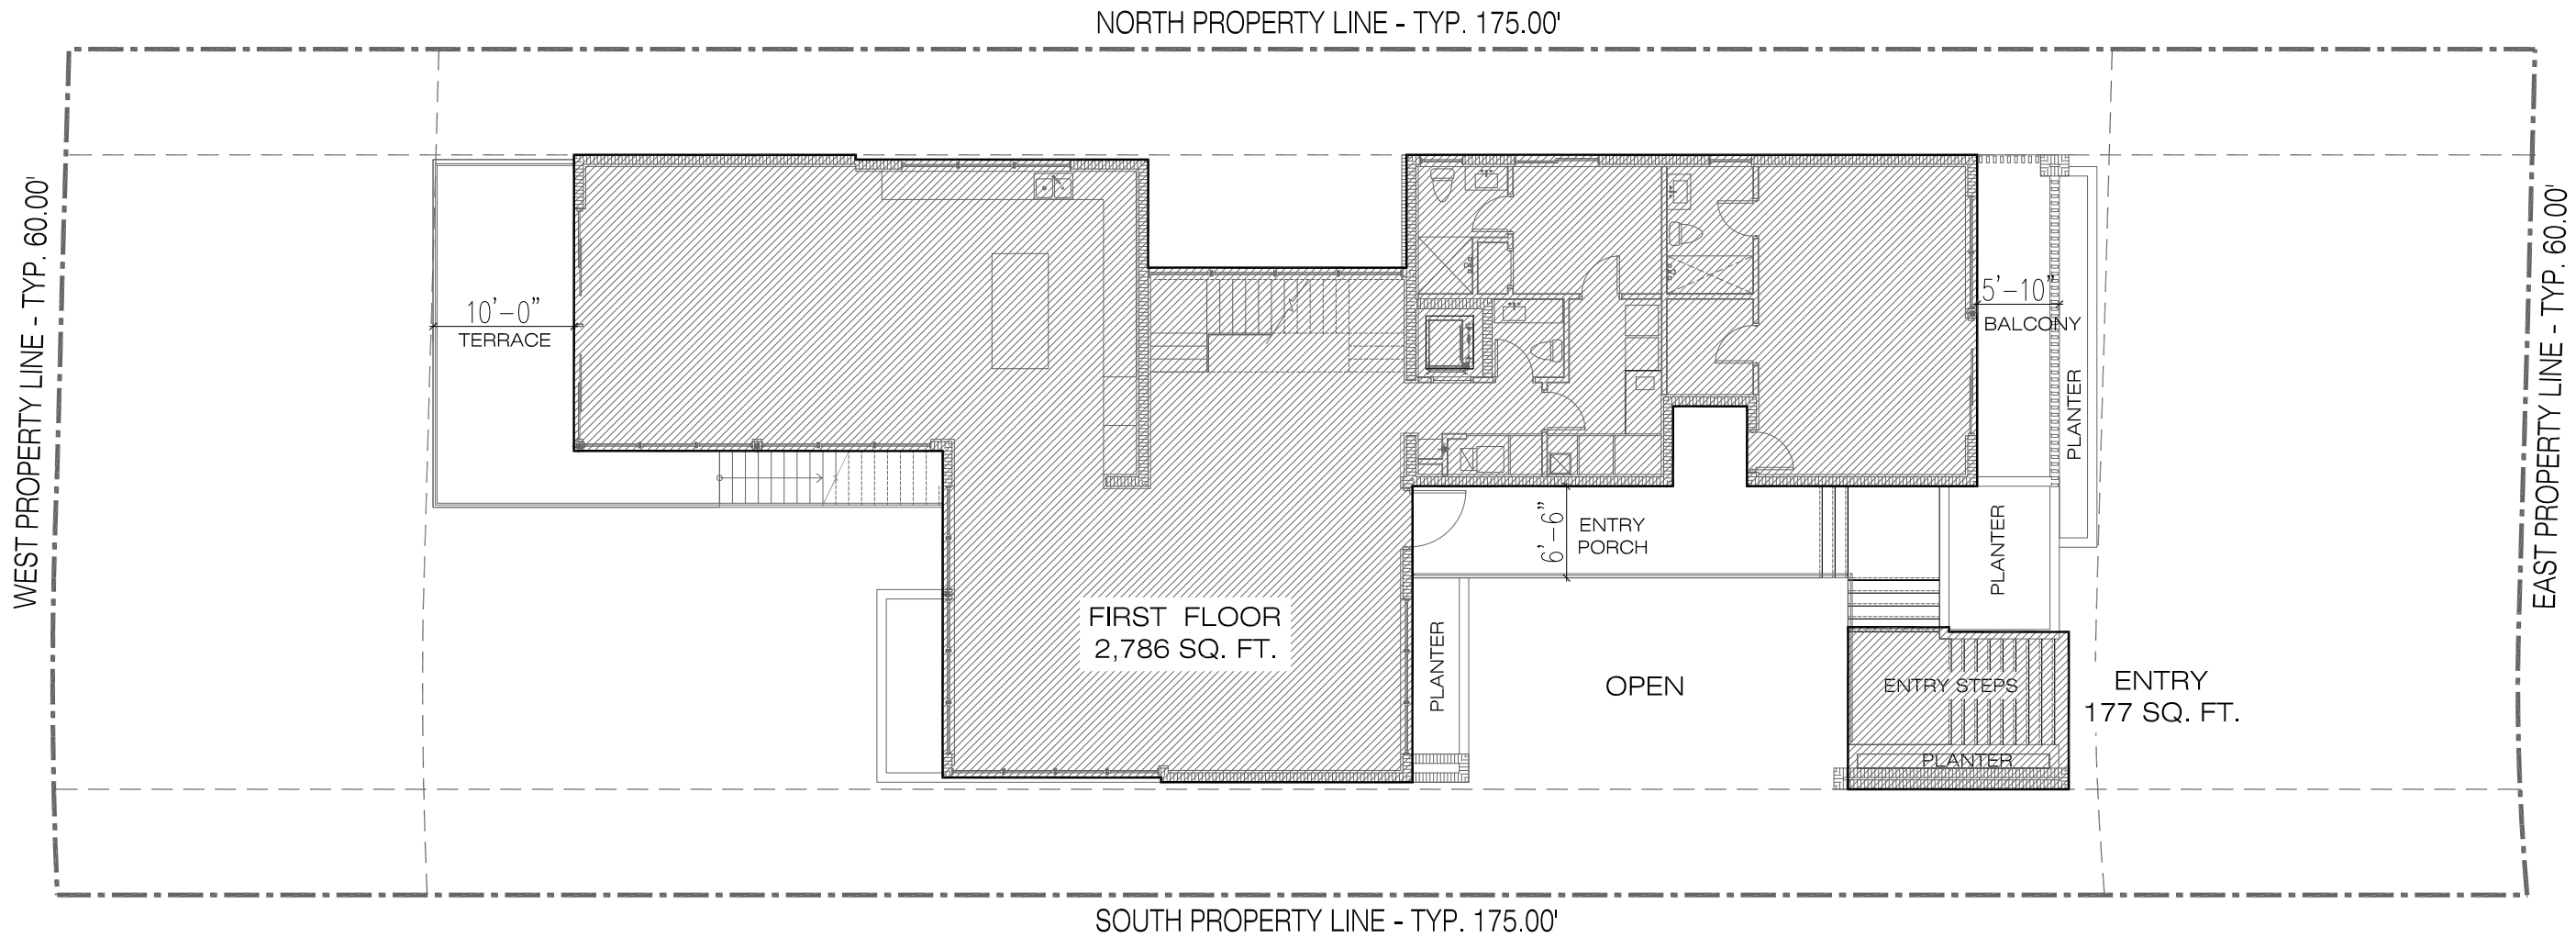 NORTH PROPERTY LINE - TYP. 175.00'
WEST PROPERTY LINE - TYP. 60.00'
EAST PROPERTY LINE - TYP. 60.00'
10'-0"
TERRACE
5'-10"
BALCONY
PLANTER
6'-6"
ENTRY
PORCH
PLANTER
FIRST FLOOR
2,786 SQ. FT.
PLANTER
OPEN
ENTRY STEPS
ENTRY
177 SQ. FT.
PLANTER
SOUTH PROPERTY LINE - TYP. 175.00'